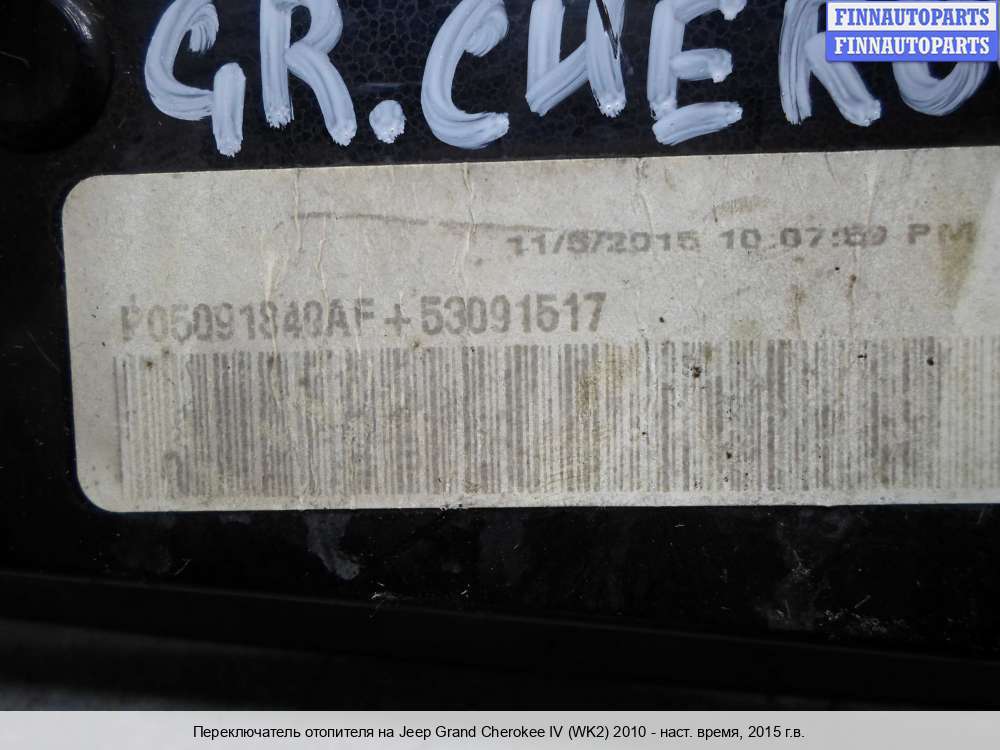 FINNAUTOPARTS
FINNAUTOPARTS
GR.CHERO
11/5/2015 10:07:59 PM
P05091840AF+53091517
Переключатель отопителя на Jeep Grand Cherokee IV (WK2) 2010 - наст. время, 2015 г.в.